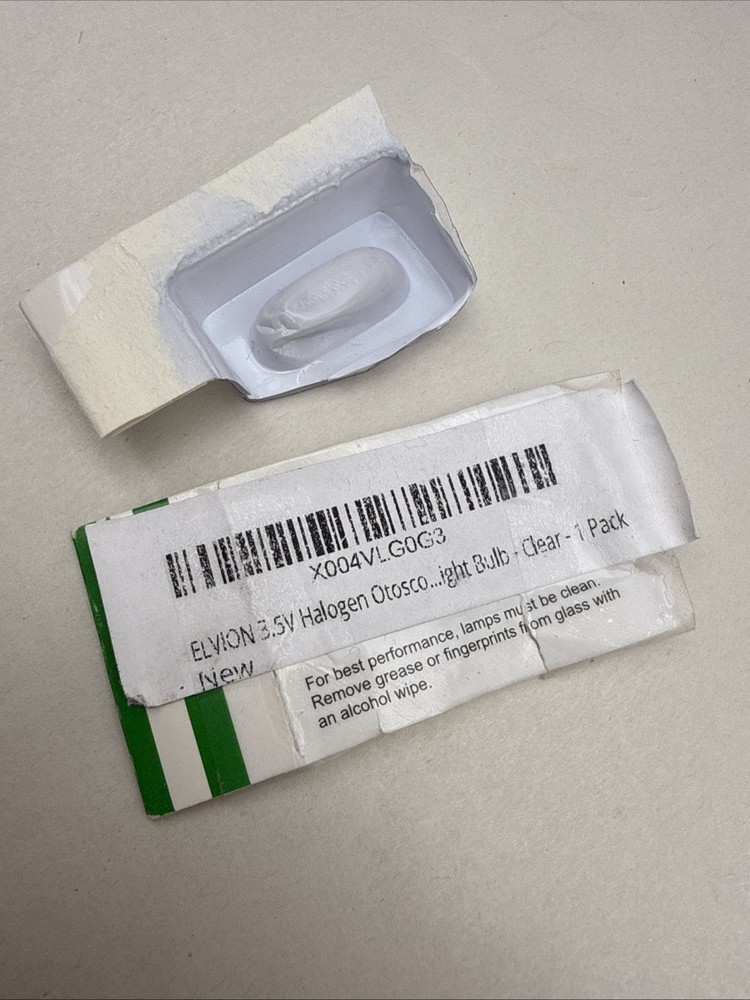 X004VLG0G3
ELVION 3.5V Halogen Otosco...ight Bulb - Clear - 1 Pack
New
For best performance, lamps must be clean.
Remove grease or fingerprints from glass with
an alcohol wipe.